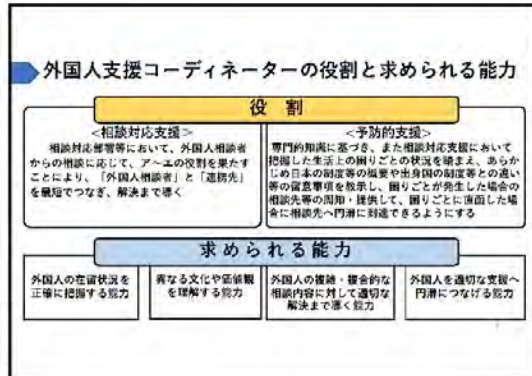 外国人支援コーディネーターの役割と求められる能力
役 割
＜相談対応支援＞
相談対応部署等において、外国人相談者
からの相談に応じて、ア～エの役割を果たす
ことにより、「外国人相談者」と「連携先」
を最短でつなぎ、解決まで導く
＜予防的支援＞
専門的知識に基づき、また相談対応支援において
把握した生活上の困りごとの状況を踏まえ、あらか
じめ日本の制度等の概要や出身国の制度等との違い
等の留意事項を教示し、困りごとが発生した場合の
相談先等の周知・提供して、困りごとに直面した場
合に相談先へ円滑に到達できるようにする
求められる能力
外国人の在留状況を
正確に把握する能力
異なる文化や価値観
を理解する能力
外国人の複雑・複合的な
相談内容に対して適切な
解決まで導く能力
外国人を適切な支援へ
円滑につなげる能力